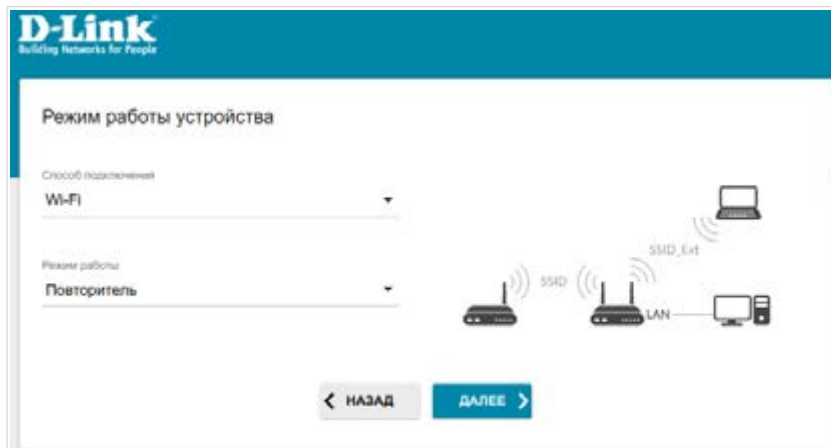 D-Link
Building Networks for People
Режим работы устройства
Способ подключения
Wi-Fi
Режим работы
Повторитель
SSID
SSID_Ext
LAN
НАЗАД
ДАЛЕЕ